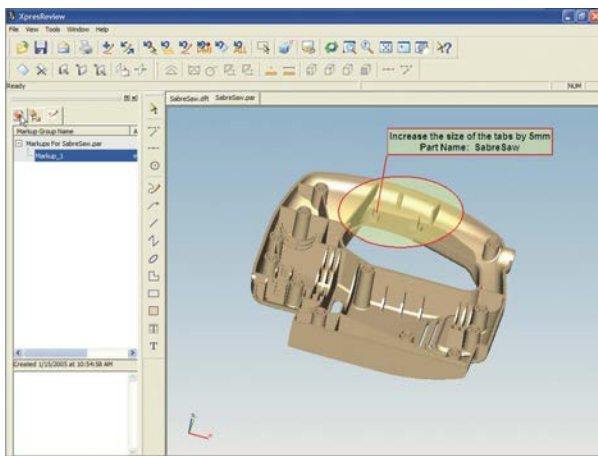 XpresReview
File View Tools Window Help
Ready
NUM
SabreSaw.dft SabreSaw.par
Markup Group Name A
Markups For SabreSaw.par
Markup_1
Increase the size of the tabs by 5mm
Part Name: SabreSaw
T
Created 1/15/2005 at 10:54:58 AM